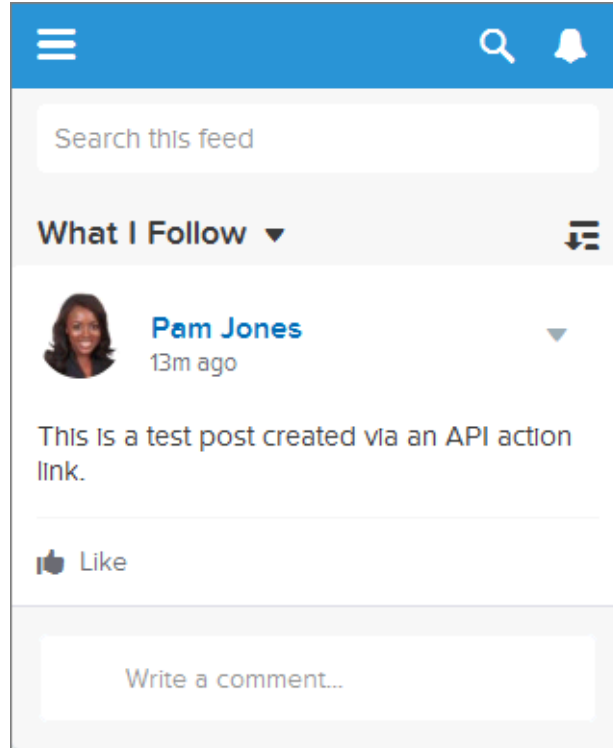 Search this feed
What I Follow
Pam Jones
13m ago
This is a test post created via an API action
link.
Like
Write a comment...